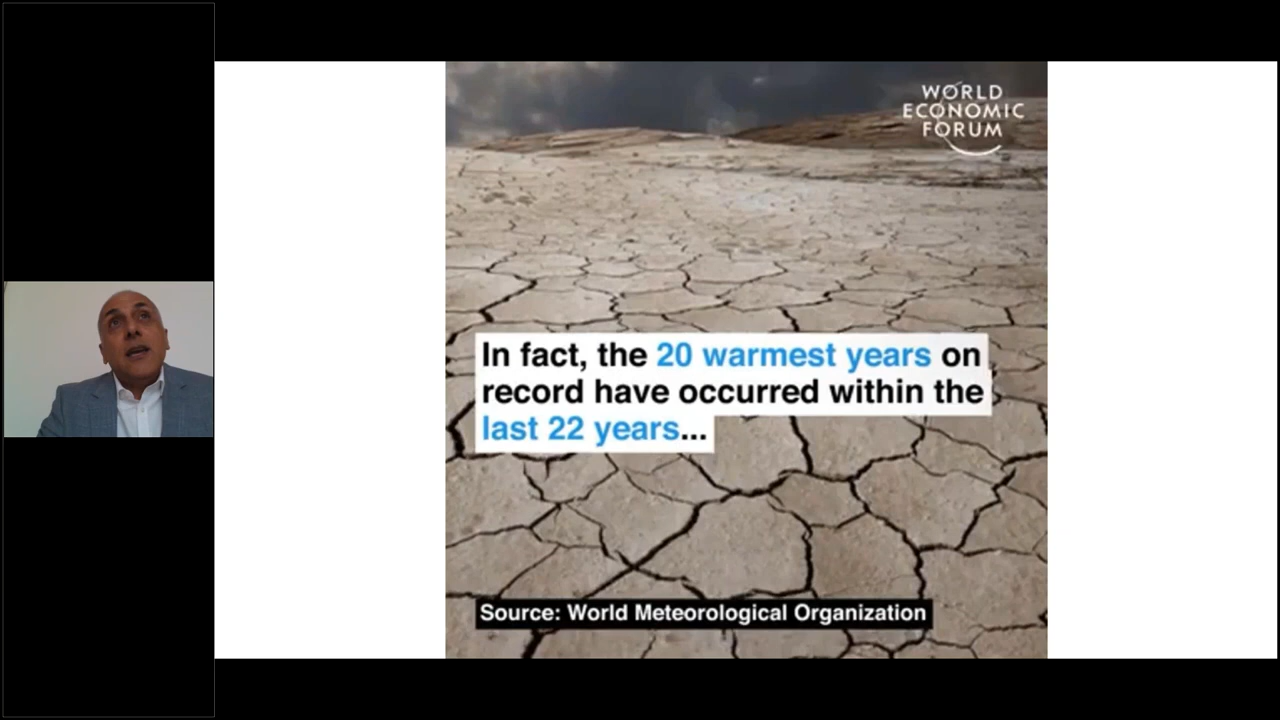 WORLD
ECONOMIC
FORUM
In fact, the 20 warmest years on
record have occurred within the
last 22 years...
Source: World Meteorological Organization